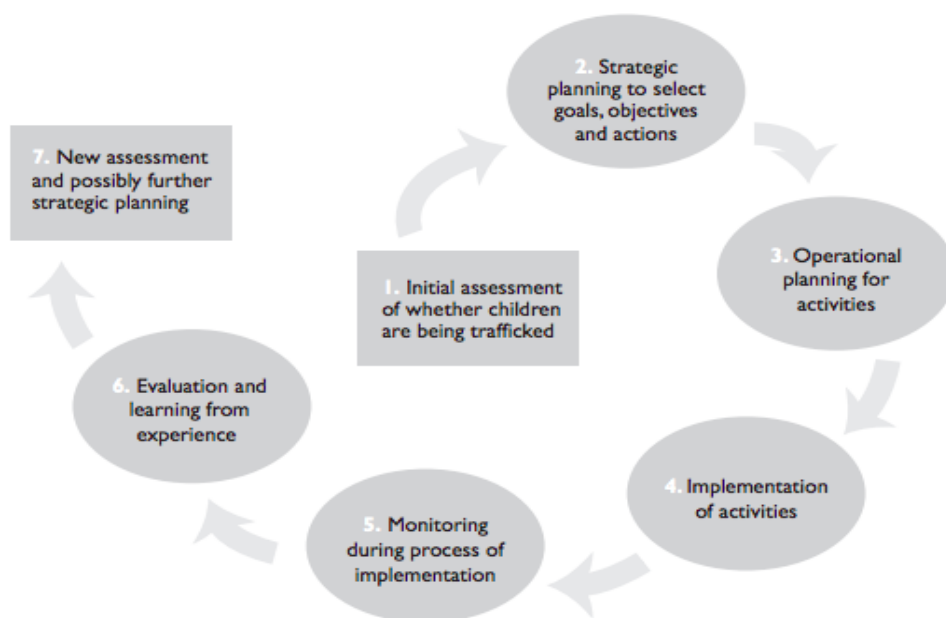 1. Initial assessment
of whether children
are being trafficked
2. Strategic
planning to select
goals, objectives
and actions
3. Operational
planning for
activities
4. Implementation
of activities
5. Monitoring
during process of
implementation
6. Evaluation and
learning from
experience
7. New assessment
and possibly further
strategic planning